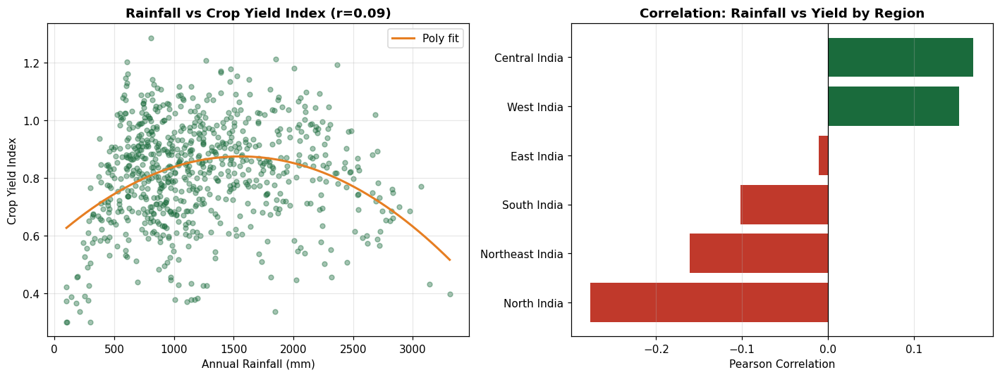 Rainfall vs Crop Yield Index (r=0.09)
Poly fit
Crop Yield Index
1.2
1.0
0.8
0.6
0.4
0
500
1000
1500
2000
2500
3000
Annual Rainfall (mm)
Correlation: Rainfall vs Yield by Region
Central India
West India
East India
South India
Northeast India
North India
−0.2
−0.1
0.0
0.1
Pearson Correlation